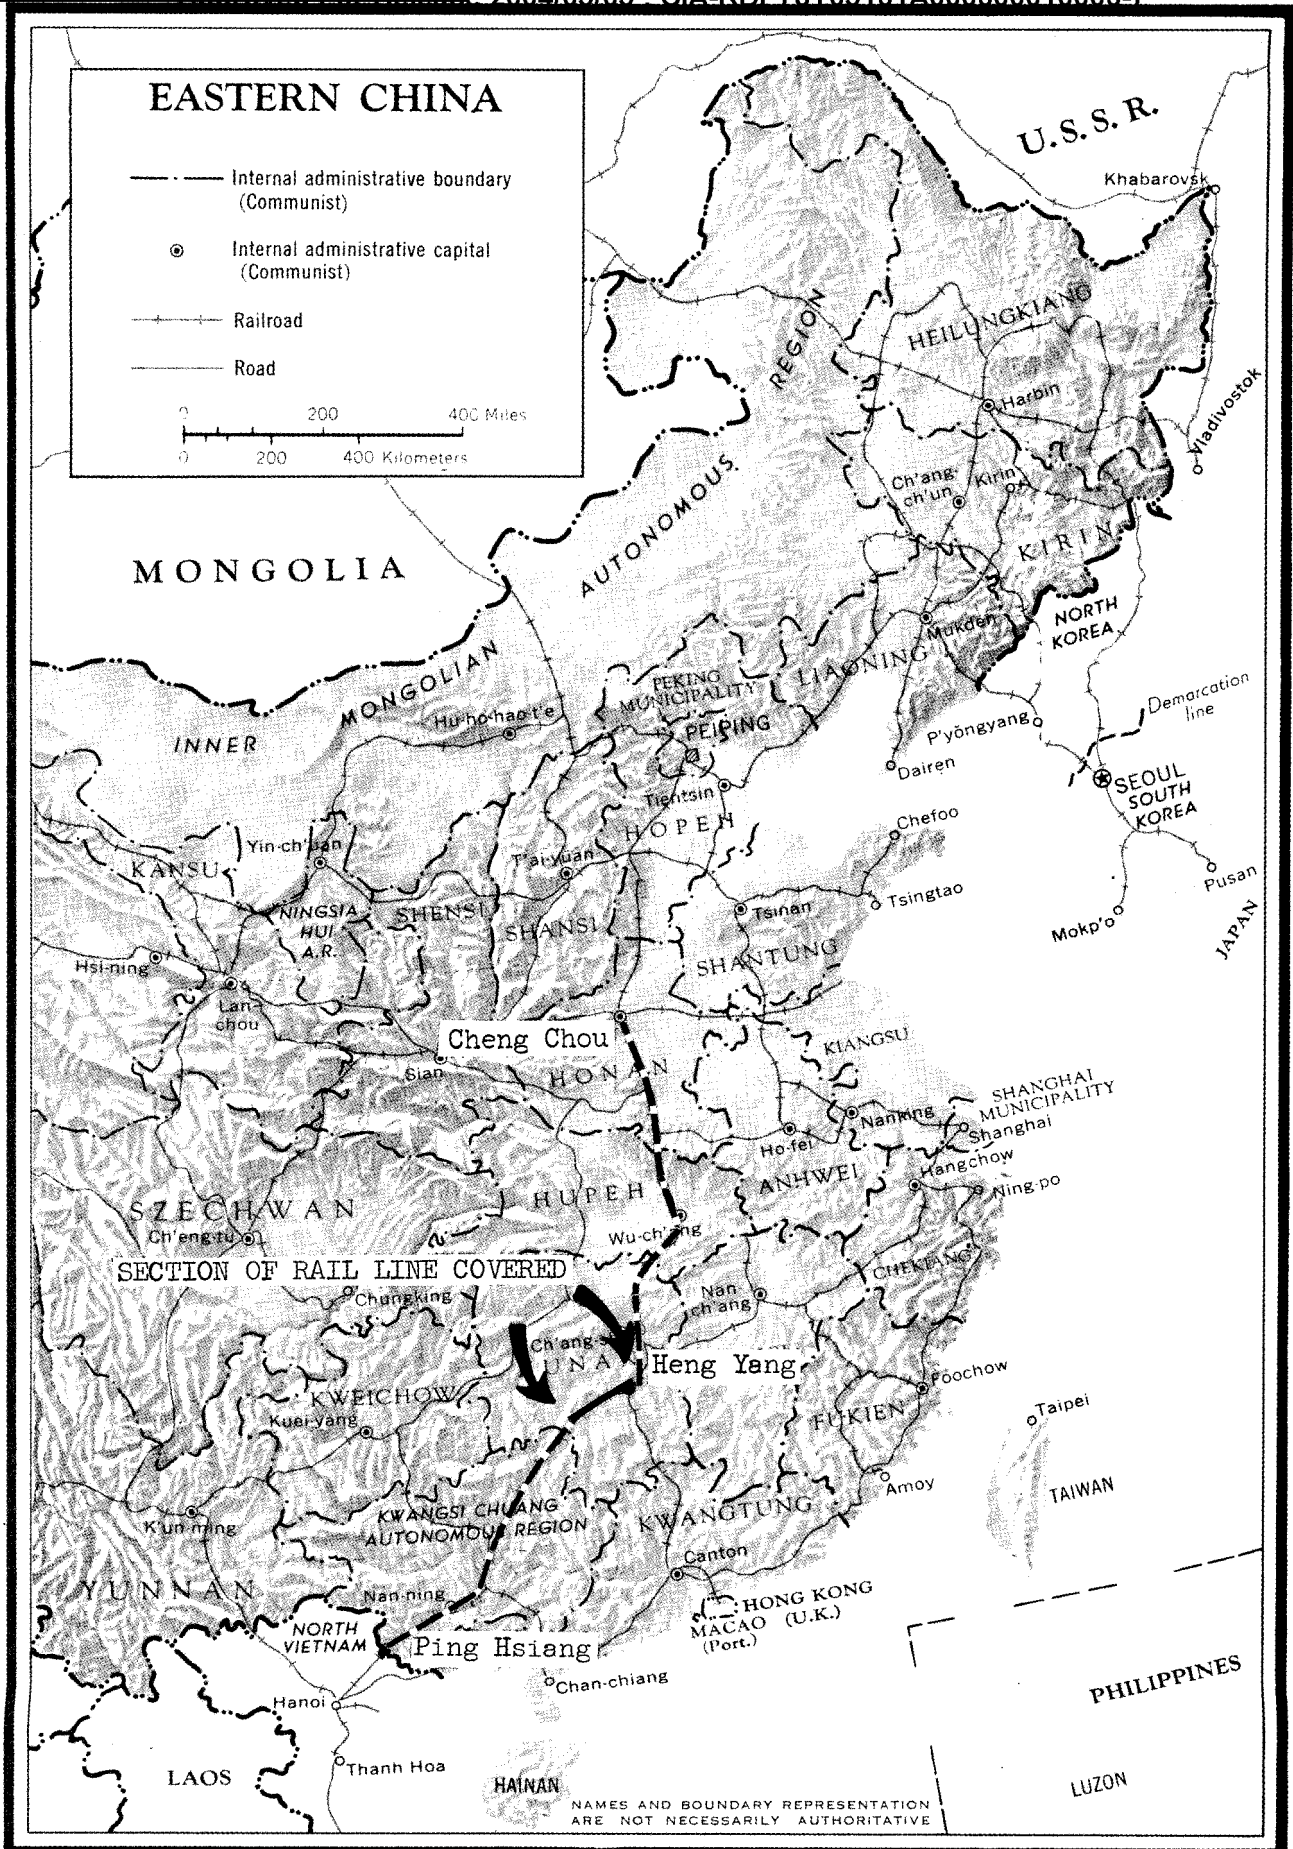 EASTERN CHINA
Internal administrative boundary
(Communist)
Internal administrative capital
(Communist)
Railroad
Road
0 200 400 Miles
0 200 400 Kilometers
U.S.S.R.
Khabarovsk
HEILUNGKIANG
REGION
Harbin
Vladivostok
Ch'ang-
ch'un
Kirin
AUTONOMOUS
KIRIN
MONGOLIA
NORTH
KOREA
Mukden
LIAONING
MONGOLIAN
PEKING
MUNICIPALITY
Demarcation
line
Hu-ho-hao-t'e
PEIPING
INNER
P'yŏngyang
Dairen
SEOUL
SOUTH
KOREA
Tientsin
HOPEH
Chefoo
Yin-ch'uan
KANSU
T'ai-yuan
Pusan
Tsingtao
Tsinan
NINGSIA
HUI
A.R.
SHENSI
SHANSI
Mokp'o
JAPAN
SHANTUNG
Hsi-ning
Lan-
chou
Cheng Chou
KIANGSU
Sian
HONAN
SHANGHAI
MUNICIPALITY
Nanking
Shanghai
Ho-fei
Hangchow
ANHWEI
Ning-po
HUPEH
SZECHWAN
Ch'eng-tu
Wu-ch'ang
CHEKIANG
SECTION OF RAIL LINE COVERED
Chungking
Nan
ch'ang
Ch'ang-s
UNA
Heng Yang
Foochow
KWEICHOW
Kuei-yang
FUKIEN
Taipei
Amoy
TAIWAN
KWANGSI CHUANG
AUTONOMOUS REGION
KWANGTUNG
K'un-ming
Canton
YUNNAN
Nan-ning
HONG KONG
(U.K.)
MACAO
(Port.)
NORTH
VIETNAM
Ping Hsiang
Chan-chiang
PHILIPPINES
Hanoi
Thanh Hoa
LAOS
HAINAN
LUZON
NAMES AND BOUNDARY REPRESENTATION
ARE NOT NECESSARILY AUTHORITATIVE